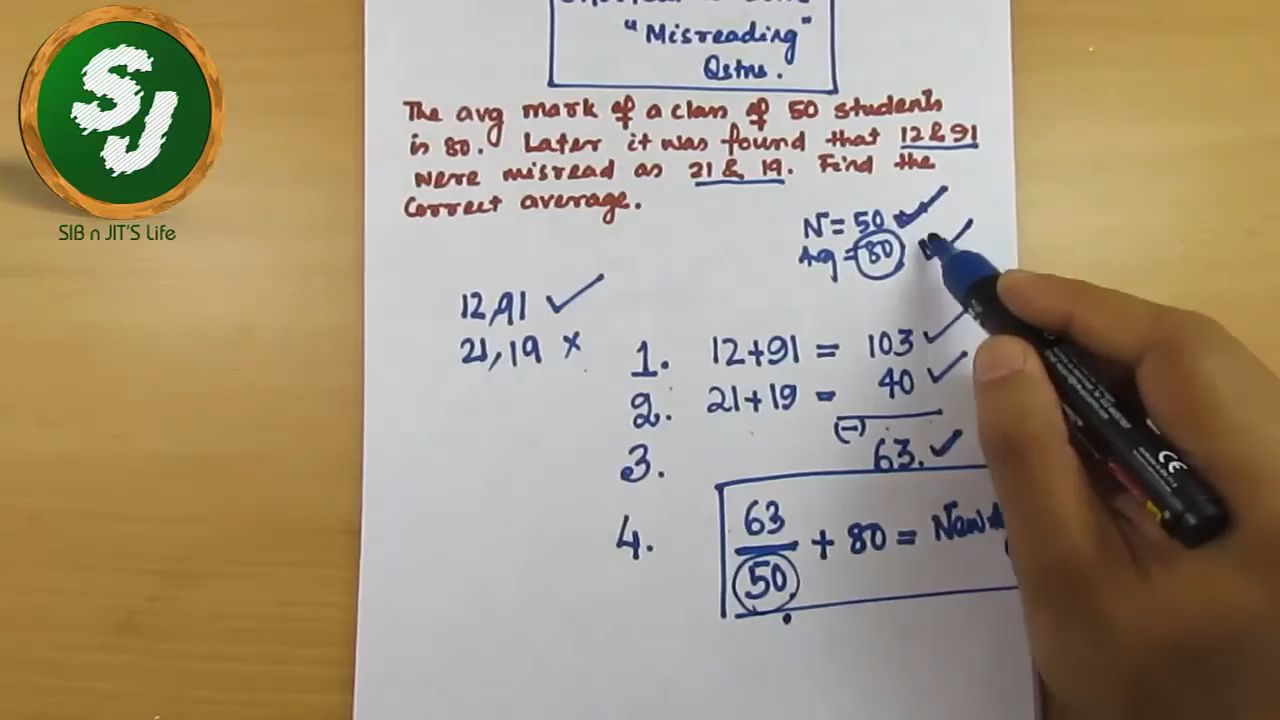 SJ
SIB n JIT'S Life
"Misreading"
Qstns.
The avg mark of a class of 50 students
is 80. Later it was found that 12 & 91
were misread as 21 & 19. Find the
correct average.
N = 50
Avg = 80
12,91
21,19 x
1. 12+91 = 103
2. 21+19 = 40
(-)
3. 63.
4. 63/50 + 80 = New